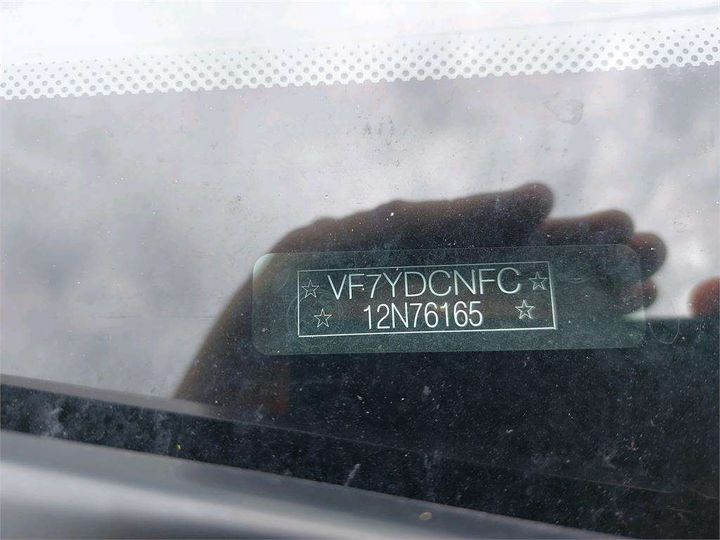 ☆ VF7YDCNFC ☆
☆ 12N76165 ☆